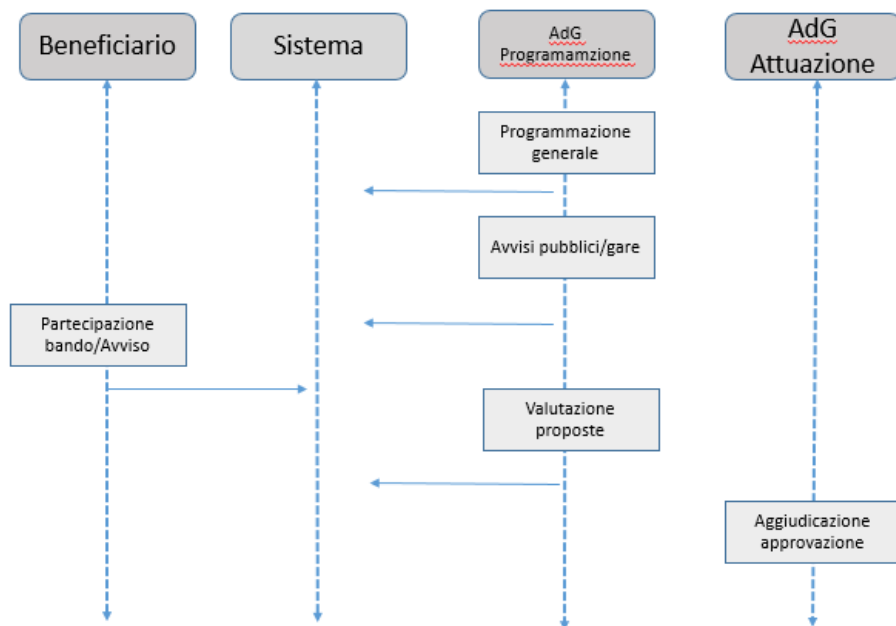 Beneficiario
Sistema
AdG
Programamzione
AdG
Attuazione
Programmazione
generale
Avvisi pubblici/gare
Partecipazione
bando/Avviso
Valutazione
proposte
Aggiudicazione
approvazione